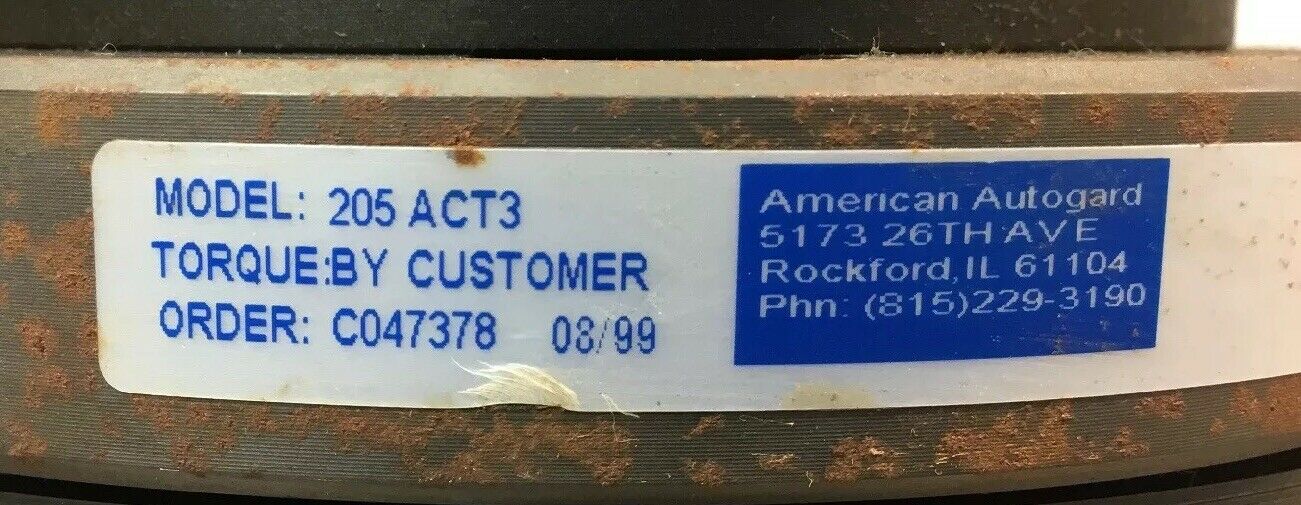 MODEL: 205 ACT3
TORQUE:BY CUSTOMER
ORDER: C047378 08/99
American Autogard
5173 26TH AVE
Rockford, IL 61104
Phn: (815)229-3190